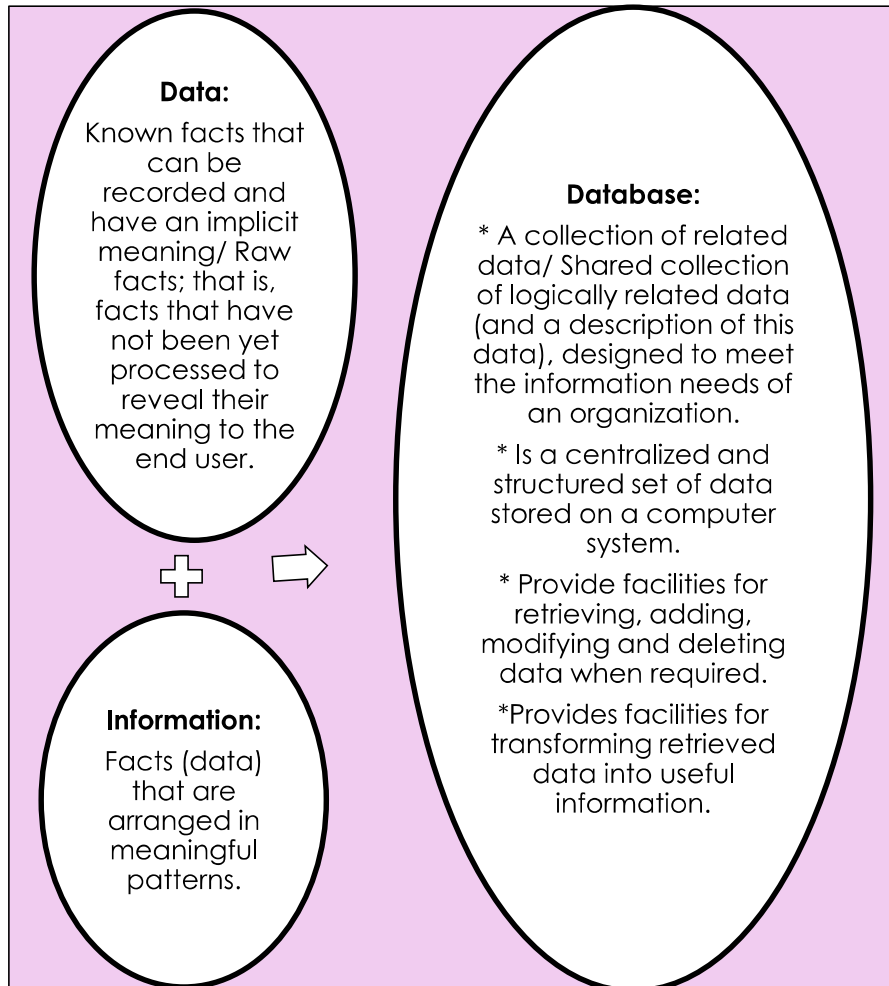 Data:
Known facts that
can be
recorded and
have an implicit
meaning/ Raw
facts; that is,
facts that have
not been yet
processed to
reveal their
meaning to the
end user.
Information:
Facts (data)
that are
arranged in
meaningful
patterns.
Database:
* A collection of related
data/ Shared collection
of logically related data
(and a description of this
data), designed to meet
the information needs of
an organization.
* Is a centralized and
structured set of data
stored on a computer
system.
* Provide facilities for
retrieving, adding,
modifying and deleting
data when required.
*Provides facilities for
transforming retrieved
data into useful
information.